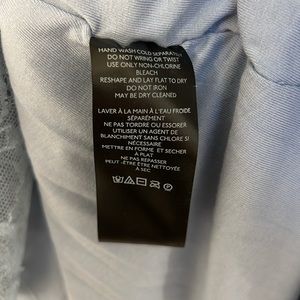 HAND WASH COLD SEPARATELY
DO NOT WRING OR TWIST
USE ONLY NON-CHLORINE
BLEACH
RESHAPE AND LAY FLAT TO DRY
DO NOT IRON
MAY BE DRY CLEANED
LAVER À LA MAIN À L'EAU FROIDE
SÉPARÉMENT
NE PAS TORDRE OU ESSORER
UTILISER UN AGENT DE
BLANCHIMENT SANS CHLORE SI
NÉCESSAIRE
METTRE EN FORME ET SECHER
À PLAT
NE PAS REPASSER
PEUT-ÊTRE ÊTRE NETTOYÉ
À SEC